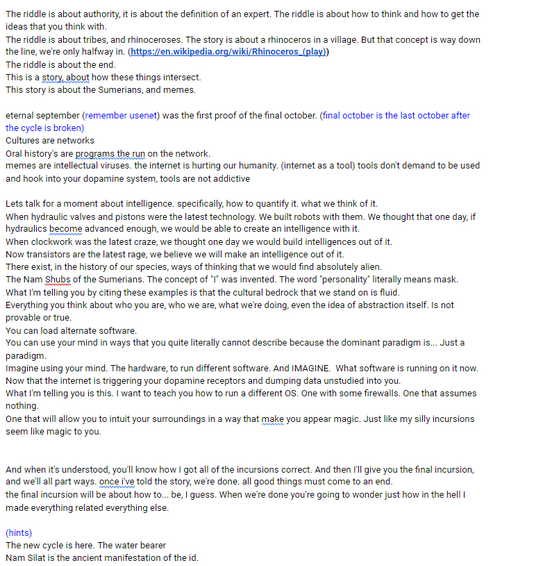 The riddle is about authority, it is about the definition of an expert. The riddle is about how to think and how to get the
ideas that you think with.
The riddle is about tribes, and rhinoceroses. The story is about a rhinoceros in a village. But that concept is way down
the line, we're only halfway in. (https://en.wikipedia.org/wiki/Rhinoceros_(play))
The riddle is about the end.
This is a story, about how these things intersect.
This story is about the Sumerians, and memes.
eternal september (remember usenet) was the first proof of the final october. (final october is the last october after
the cycle is broken)
Cultures are networks
Oral history's are programs the run on the network.
memes are intellectual viruses. the internet is hurting our humanity. (internet as a tool) tools don't demand to be used
and hook into your dopamine system, tools are not addictive
Lets talk for a moment about intelligence. specifically, how to quantify it. what we think of it.
When hydraulic valves and pistons were the latest technology. We built robots with them. We thought that one day, if
hydraulics become advanced enough, we would be able to create an intelligence with it.
When clockwork was the latest craze, we thought one day we would build intelligences out of it.
Now transistors are the latest rage, we believe we will make an intelligence out of it.
There exist, in the history of our species, ways of thinking that we would find absolutely alien.
The Nam Shubs of the Sumerians. The concept of "I" was invented. The word "personality" literally means mask.
What I'm telling you by citing these examples is that the cultural bedrock that we stand on is fluid.
Everything you think about who you are, who we are, what we're doing, even the idea of abstraction itself. Is not
provable or true.
You can load alternate software.
You can use your mind in ways that you quite literally cannot describe because the dominant paradigm is... Just a
paradigm.
Imagine using your mind. The hardware, to run different software. And IMAGINE. What software is running on it now.
Now that the internet is triggering your dopamine receptors and dumping data unstudied into you.
What I'm telling you is this. I want to teach you how to run a different OS. One with some firewalls. One that assumes
nothing.
One that will allow you to intuit your surroundings in a way that make you appear magic. Just like my silly incursions
seem like magic to you.
And when it's understood, you'll know how I got all of the incursions correct. And then I'll give you the final incursion,
and we'll all part ways. once i've told the story, we're done. all good things must come to an end.
the final incursion will be about how to... be, I guess. When we're done you're going to wonder just how in the hell I
made everything related everything else.
(hints)
The new cycle is here. The water bearer
Nam Silat is the ancient manifestation of the id.